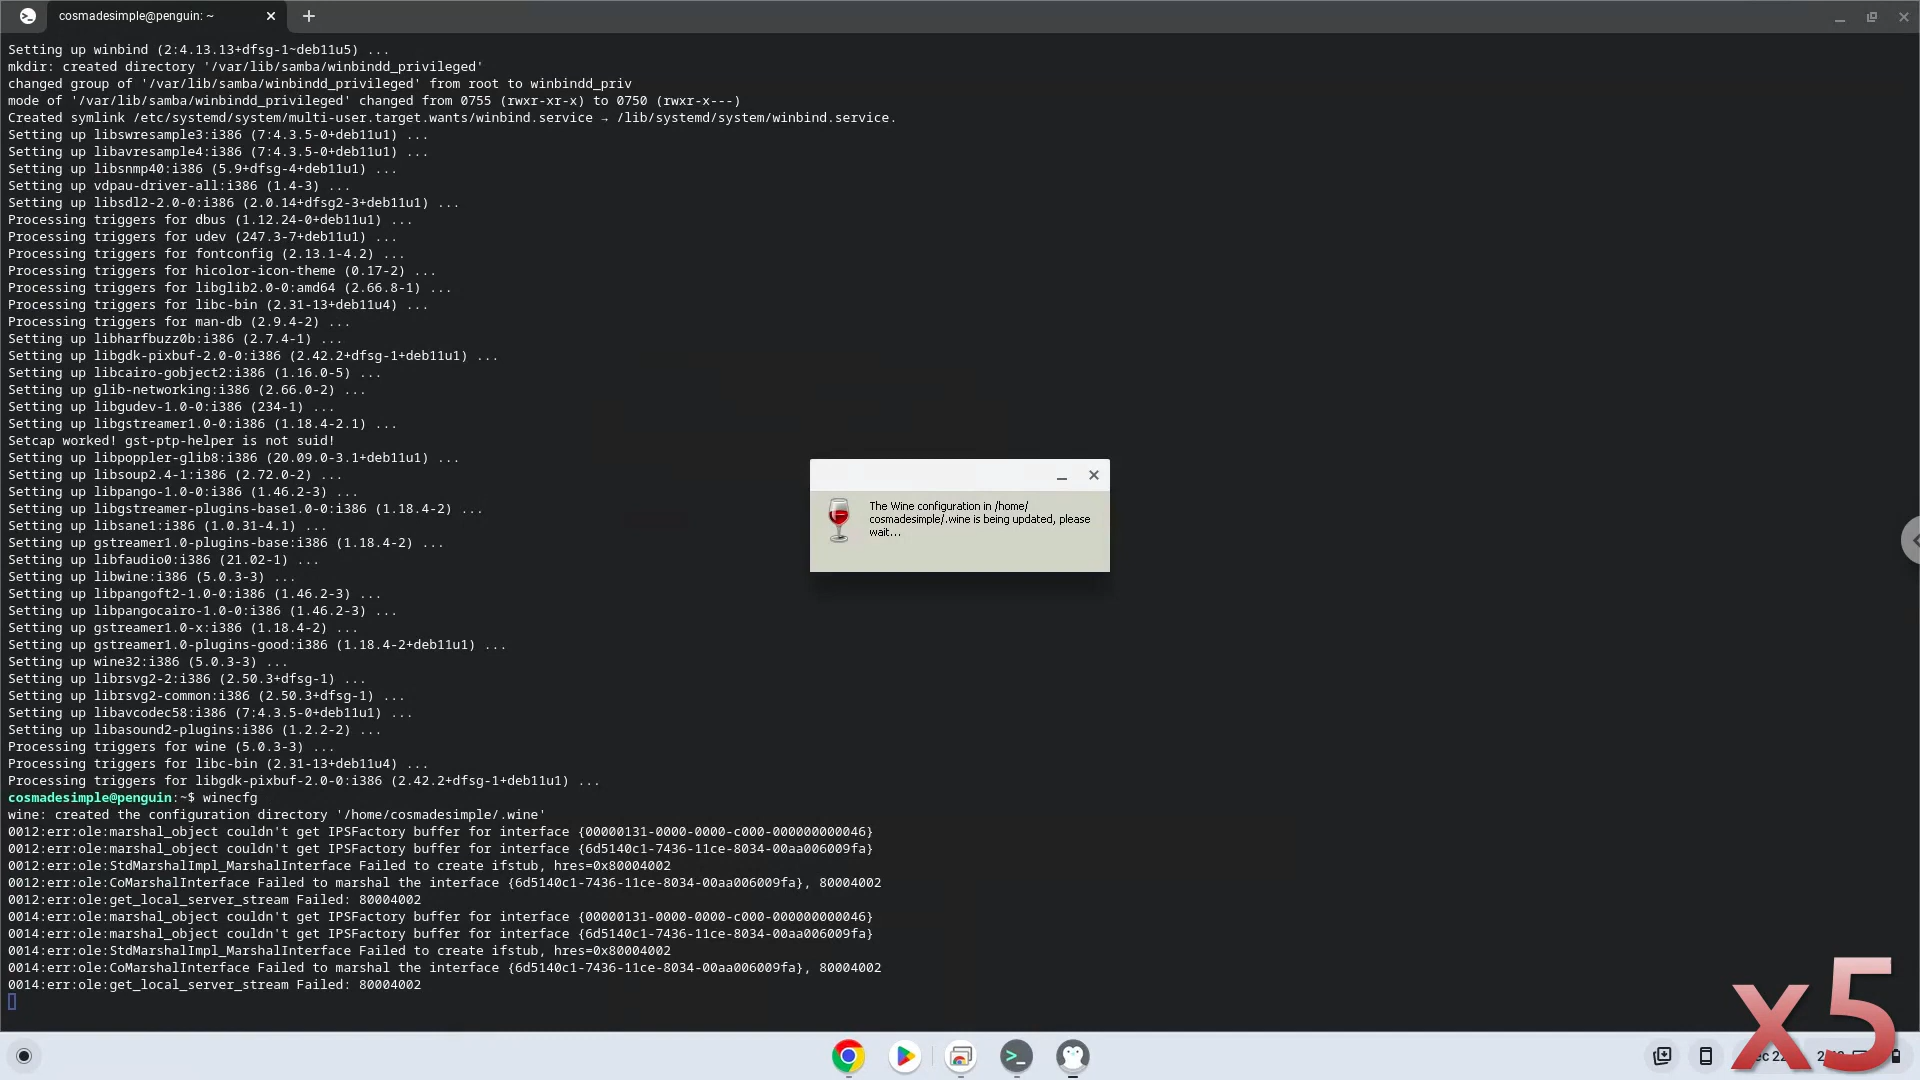 cosmadesimple@penguin: ~
Setting up winbind (2:4.13.13+dfsg-1~deb11u5) ...
mkdir: created directory '/var/lib/samba/winbindd_privileged'
changed group of '/var/lib/samba/winbindd_privileged' from root to winbindd_priv
mode of '/var/lib/samba/winbindd_privileged' changed from 0755 (rwxr-xr-x) to 0750 (rwxr-x---)
Created symlink /etc/systemd/system/multi-user.target.wants/winbind.service → /lib/systemd/system/winbind.service.
Setting up libswresample3:i386 (7:4.3.5-0+deb11u1) ...
Setting up libavresample4:i386 (7:4.3.5-0+deb11u1) ...
Setting up libsnmp40:i386 (5.9+dfsg-4+deb11u1) ...
Setting up vdpau-driver-all:i386 (1.4-3) ...
Setting up libsdl2-2.0-0:i386 (2.0.14+dfsg2-3+deb11u1) ...
Processing triggers for dbus (1.12.24-0+deb11u1) ...
Processing triggers for udev (247.3-7+deb11u1) ...
Processing triggers for fontconfig (2.13.1-4.2) ...
Processing triggers for hicolor-icon-theme (0.17-2) ...
Processing triggers for libglib2.0-0:amd64 (2.66.8-1) ...
Processing triggers for libc-bin (2.31-13+deb11u4) ...
Processing triggers for man-db (2.9.4-2) ...
Setting up libharfbuzz0b:i386 (2.7.4-1) ...
Setting up libgdk-pixbuf-2.0-0:i386 (2.42.2+dfsg-1+deb11u1) ...
Setting up libcairo-gobject2:i386 (1.16.0-5) ...
Setting up glib-networking:i386 (2.66.0-2) ...
Setting up libgudev-1.0-0:i386 (234-1) ...
Setting up libgstreamer1.0-0:i386 (1.18.4-2.1) ...
Setcap worked! gst-ptp-helper is not suid!
Setting up libpoppler-glib8:i386 (20.09.0-3.1+deb11u1) ...
Setting up libsoup2.4-1:i386 (2.72.0-2) ...
Setting up libpango-1.0-0:i386 (1.46.2-3) ...
Setting up libgstreamer-plugins-base1.0-0:i386 (1.18.4-2) ...
Setting up libsane1:i386 (1.0.31-4.1) ...
Setting up gstreamer1.0-plugins-base:i386 (1.18.4-2) ...
Setting up libfaudio0:i386 (21.02-1) ...
Setting up libwine:i386 (5.0.3-3) ...
Setting up libpangoft2-1.0-0:i386 (1.46.2-3) ...
Setting up libpangocairo-1.0-0:i386 (1.46.2-3) ...
Setting up gstreamer1.0-x:i386 (1.18.4-2) ...
Setting up gstreamer1.0-plugins-good:i386 (1.18.4-2+deb11u1) ...
Setting up wine32:i386 (5.0.3-3) ...
Setting up librsvg2-2:i386 (2.50.3+dfsg-1) ...
Setting up librsvg2-common:i386 (2.50.3+dfsg-1) ...
Setting up libavcodec58:i386 (7:4.3.5-0+deb11u1) ...
Setting up libasound2-plugins:i386 (1.2.2-2) ...
Processing triggers for wine (5.0.3-3) ...
Processing triggers for libc-bin (2.31-13+deb11u4) ...
Processing triggers for libgdk-pixbuf-2.0-0:i386 (2.42.2+dfsg-1+deb11u1) ...
cosmadesimple@penguin:~$ winecfg
wine: created the configuration directory '/home/cosmadesimple/.wine'
0012:err:ole:marshal_object couldn't get IPSFactory buffer for interface {00000131-0000-0000-c000-000000000046}
0012:err:ole:marshal_object couldn't get IPSFactory buffer for interface {6d5140c1-7436-11ce-8034-00aa006009fa}
0012:err:ole:StdMarshalImpl_MarshalInterface Failed to create ifstub, hres=0x80004002
0012:err:ole:CoMarshalInterface Failed to marshal the interface {6d5140c1-7436-11ce-8034-00aa006009fa}, 80004002
0012:err:ole:get_local_server_stream Failed: 80004002
0014:err:ole:marshal_object couldn't get IPSFactory buffer for interface {00000131-0000-0000-c000-000000000046}
0014:err:ole:marshal_object couldn't get IPSFactory buffer for interface {6d5140c1-7436-11ce-8034-00aa006009fa}
0014:err:ole:StdMarshalImpl_MarshalInterface Failed to create ifstub, hres=0x80004002
0014:err:ole:CoMarshalInterface Failed to marshal the interface {6d5140c1-7436-11ce-8034-00aa006009fa}, 80004002
0014:err:ole:get_local_server_stream Failed: 80004002
The Wine configuration in /home/
cosmadesimple/.wine is being updated, please
wait...
x5